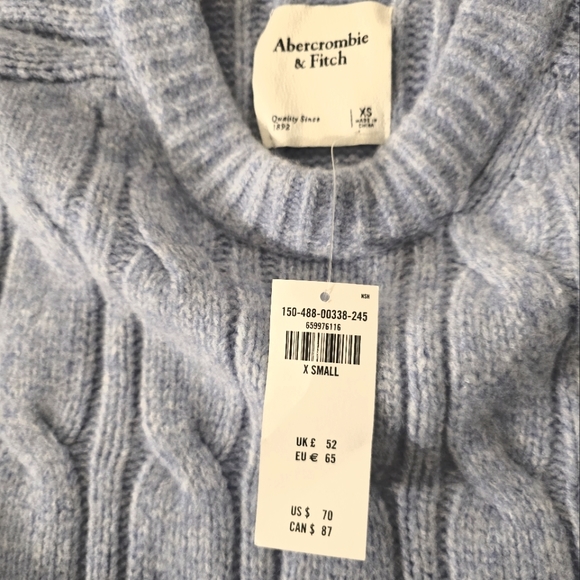 Abercrombie
& Fitch
Quality Since
1892
XS
MADE IN
CHINA
MSH
150-488-00338-245
659976116
X SMALL
UK £ 52
EU € 65
US $ 70
CAN $ 87